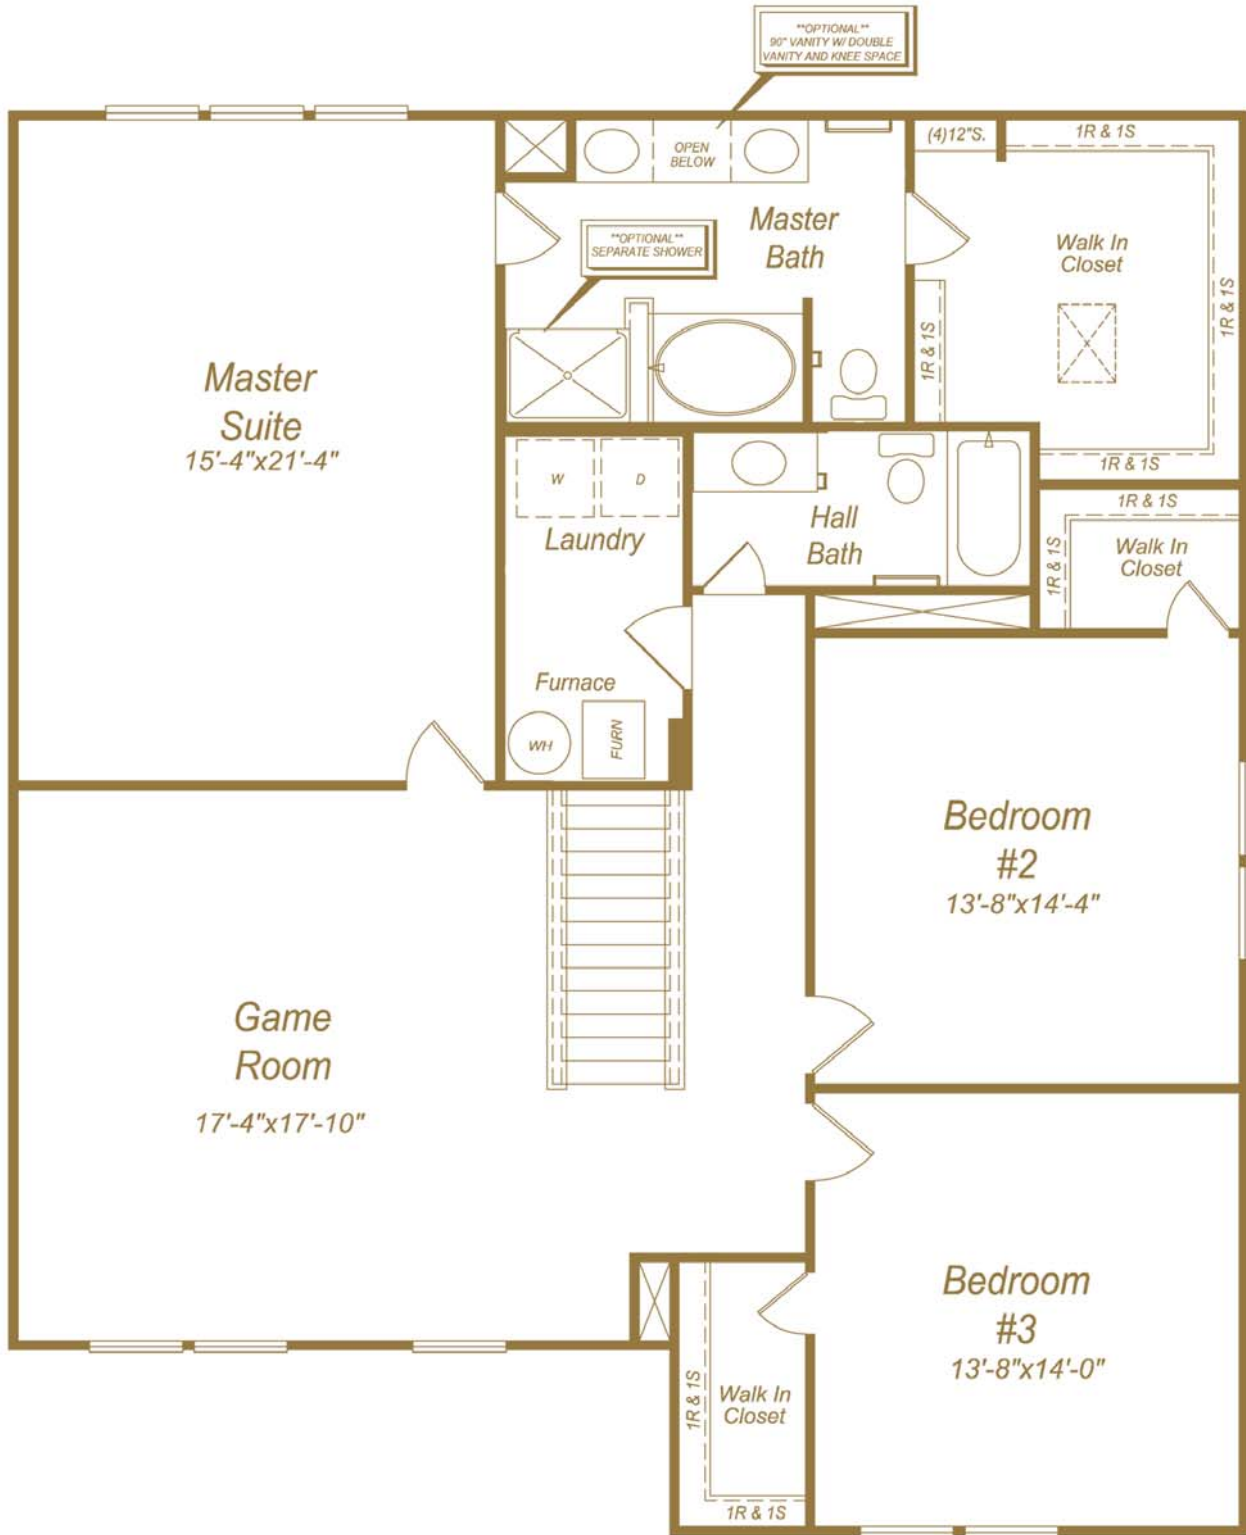 **OPTIONAL**
90" VANITY W/ DOUBLE
VANITY AND KNEE SPACE
OPEN
BELOW
(4)12"S.
1R & 1S
Master
Bath
**OPTIONAL**
SEPARATE SHOWER
Walk In
Closet
1R & 1S
1R & 1S
1R & 1S
Master
Suite
15'-4"x21'-4"
W
D
Laundry
Hall
Bath
1R & 1S
1R & 1S
Walk In
Closet
Furnace
WH
FURN
Bedroom
#2
13'-8"x14'-4"
Game
Room
17'-4"x17'-10"
Bedroom
#3
13'-8"x14'-0"
1R & 1S
Walk In
Closet
1R & 1S